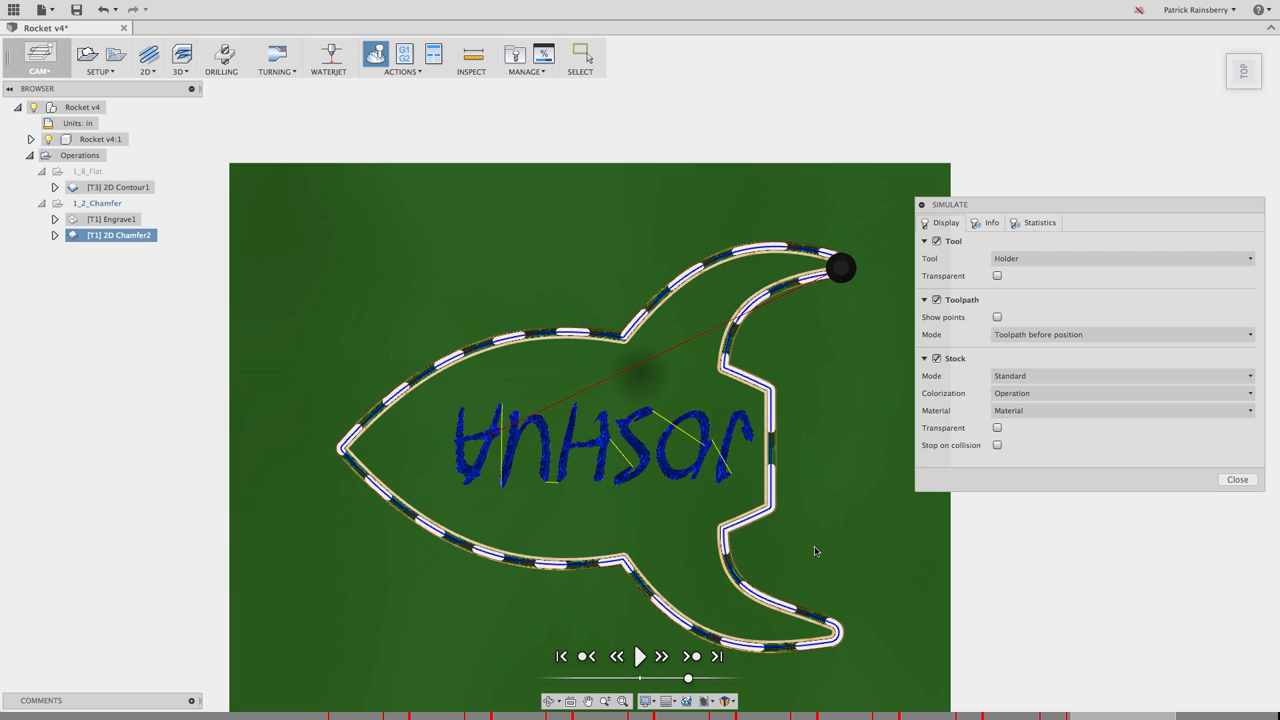 Patrick Rainsberry
Rocket v4*
CAM
SETUP
2D
3D
DRILLING
TURNING
WATERJET
G1
G2
ACTIONS
INSPECT
%
MANAGE
SELECT
TOP
BROWSER
Rocket v4
Units: in
Rocket v4:1
Operations
1_8_Flat
[T3] 2D Contour1
1_2_Chamfer
[T1] Engrave1
[T1] 2D Chamfer2
JOSHUA
SIMULATE
Display Info Statistics
Tool
Tool Holder
Transparent
Toolpath
Show points
Mode Toolpath before position
Stock
Mode Standard
Colorization Operation
Material Material
Transparent
Stop on collision
Close
COMMENTS